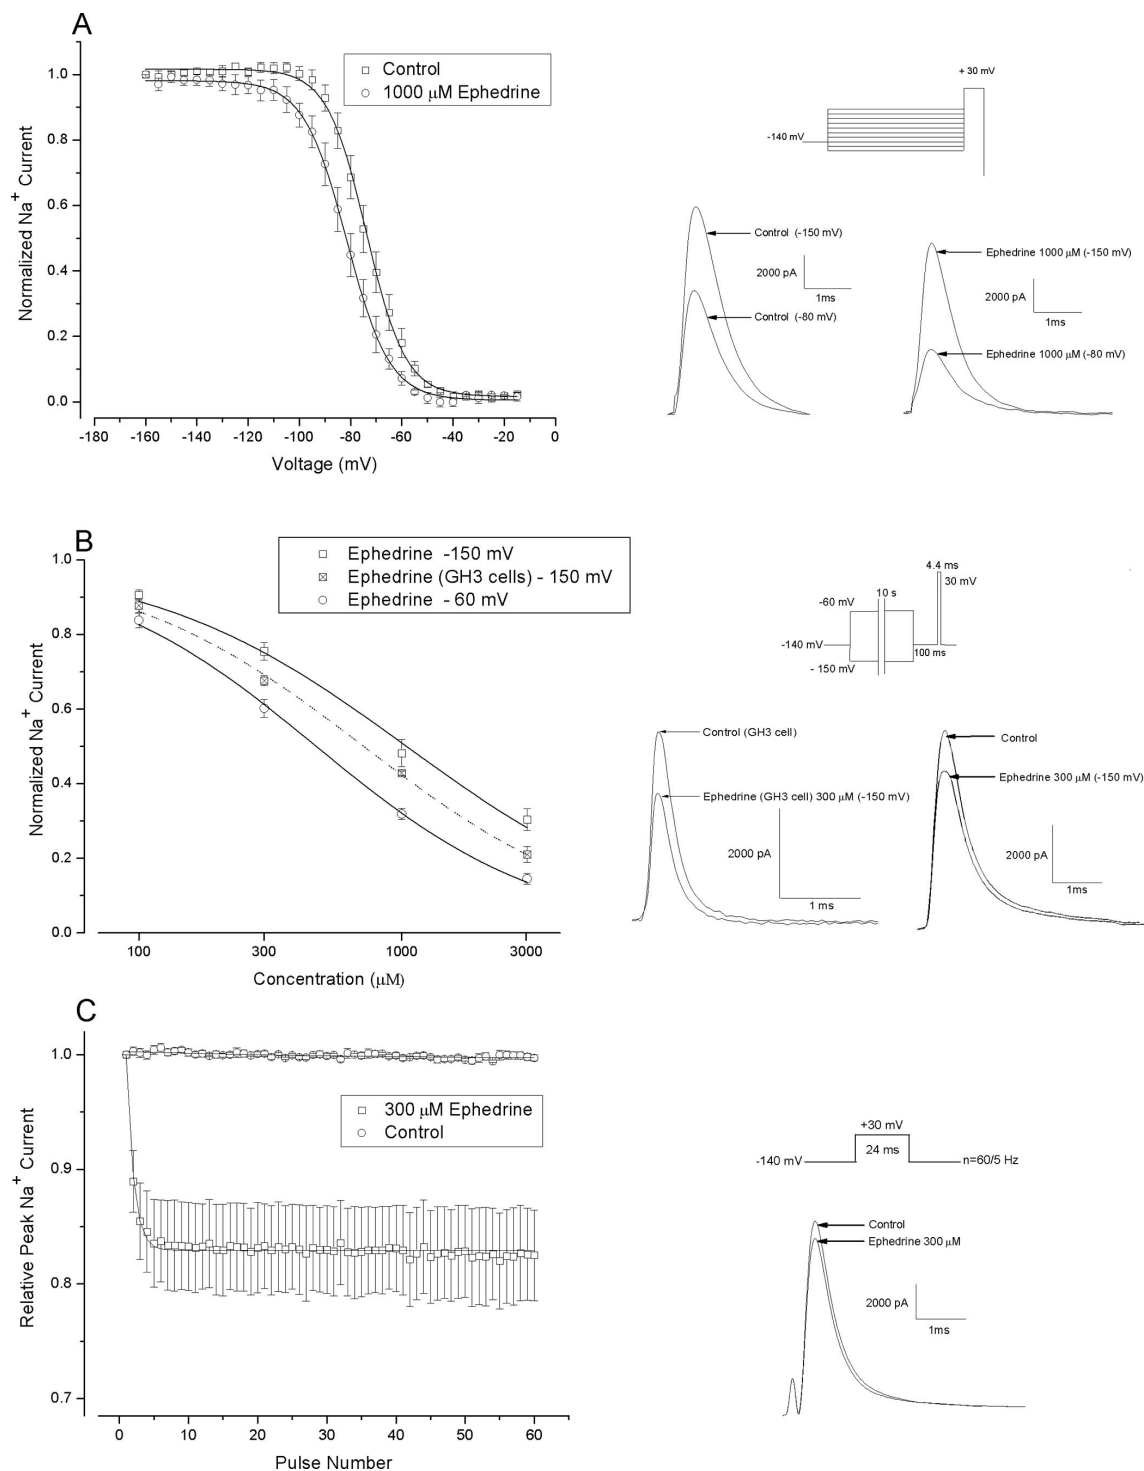 A
1.0
0.8
0.6
0.4
0.2
0.0
Normalized Na+ Current
-180 -160 -140 -120 -100 -80 -60 -40 -20 0
Voltage (mV)
Control
1000 μM Ephedrine
+ 30 mV
-140 mV
Control (-150 mV)
2000 pA
1ms
Control (-80 mV)
Ephedrine 1000 μM (-150 mV)
2000 pA
1ms
Ephedrine 1000 μM (-80 mV)
B
1.0
0.8
0.6
0.4
0.2
0.0
Normalized Na+ Current
100 300 1000 3000
Concentration (μM)
Ephedrine -150 mV
Ephedrine (GH3 cells) - 150 mV
Ephedrine - 60 mV
4.4 ms
30 mV
10 s
-60 mV
-140 mV
- 150 mV
100 ms
Control (GH3 cell)
Ephedrine (GH3 cell) 300 μM (-150 mV)
2000 pA
1 ms
Control
Ephedrine 300 μM (-150 mV)
2000 pA
1ms
C
1.0
0.9
0.8
0.7
Relative Peak Na+ Current
0 10 20 30 40 50 60
Pulse Number
300 μM Ephedrine
Control
+30 mV
24 ms
-140 mV
n=60/5 Hz
Control
Ephedrine 300 μM
2000 pA
1ms